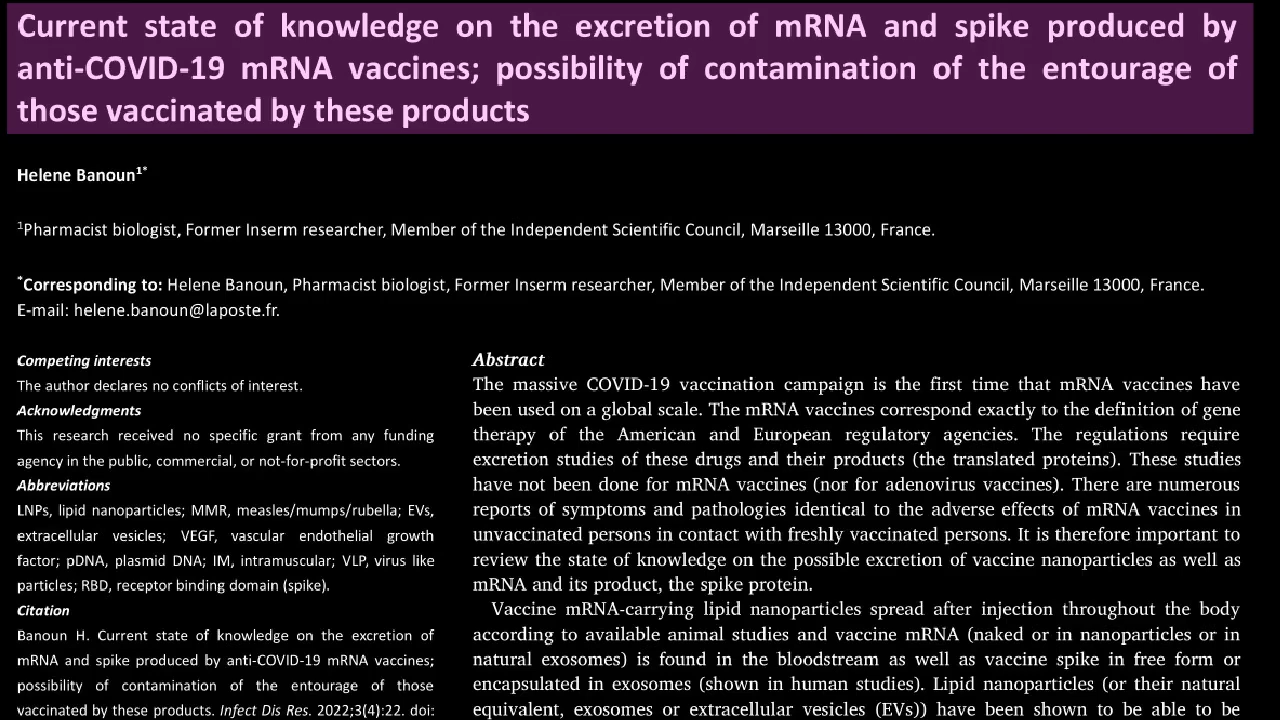 Current state of knowledge on the excretion of mRNA and spike produced by
anti-COVID-19 mRNA vaccines; possibility of contamination of the entourage of
those vaccinated by these products
Helene Banoun1*
1Pharmacist biologist, Former Inserm researcher, Member of the Independent Scientific Council, Marseille 13000, France.
*Corresponding to: Helene Banoun, Pharmacist biologist, Former Inserm researcher, Member of the Independent Scientific Council, Marseille 13000, France.
E-mail: helene.banoun@laposte.fr.
Competing interests
The author declares no conflicts of interest.
Acknowledgments
This research received no specific grant from any funding
agency in the public, commercial, or not-for-profit sectors.
Abbreviations
LNPs, lipid nanoparticles; MMR, measles/mumps/rubella; EVs,
extracellular vesicles; VEGF, vascular endothelial growth
factor; pDNA, plasmid DNA; IM, intramuscular; VLP, virus like
particles; RBD, receptor binding domain (spike).
Citation
Banoun H. Current state of knowledge on the excretion of
mRNA and spike produced by anti-COVID-19 mRNA vaccines;
possibility of contamination of the entourage of those
vaccinated by these products. Infect Dis Res. 2022;3(4):22. doi:
Abstract
The massive COVID-19 vaccination campaign is the first time that mRNA vaccines have
been used on a global scale. The mRNA vaccines correspond exactly to the definition of gene
therapy of the American and European regulatory agencies. The regulations require
excretion studies of these drugs and their products (the translated proteins). These studies
have not been done for mRNA vaccines (nor for adenovirus vaccines). There are numerous
reports of symptoms and pathologies identical to the adverse effects of mRNA vaccines in
unvaccinated persons in contact with freshly vaccinated persons. It is therefore important to
review the state of knowledge on the possible excretion of vaccine nanoparticles as well as
mRNA and its product, the spike protein.
Vaccine mRNA-carrying lipid nanoparticles spread after injection throughout the body
according to available animal studies and vaccine mRNA (naked or in nanoparticles or in
natural exosomes) is found in the bloodstream as well as vaccine spike in free form or
encapsulated in exosomes (shown in human studies). Lipid nanoparticles (or their natural
equivalent, exosomes or extracellular vesicles (EVs)) have been shown to be able to be